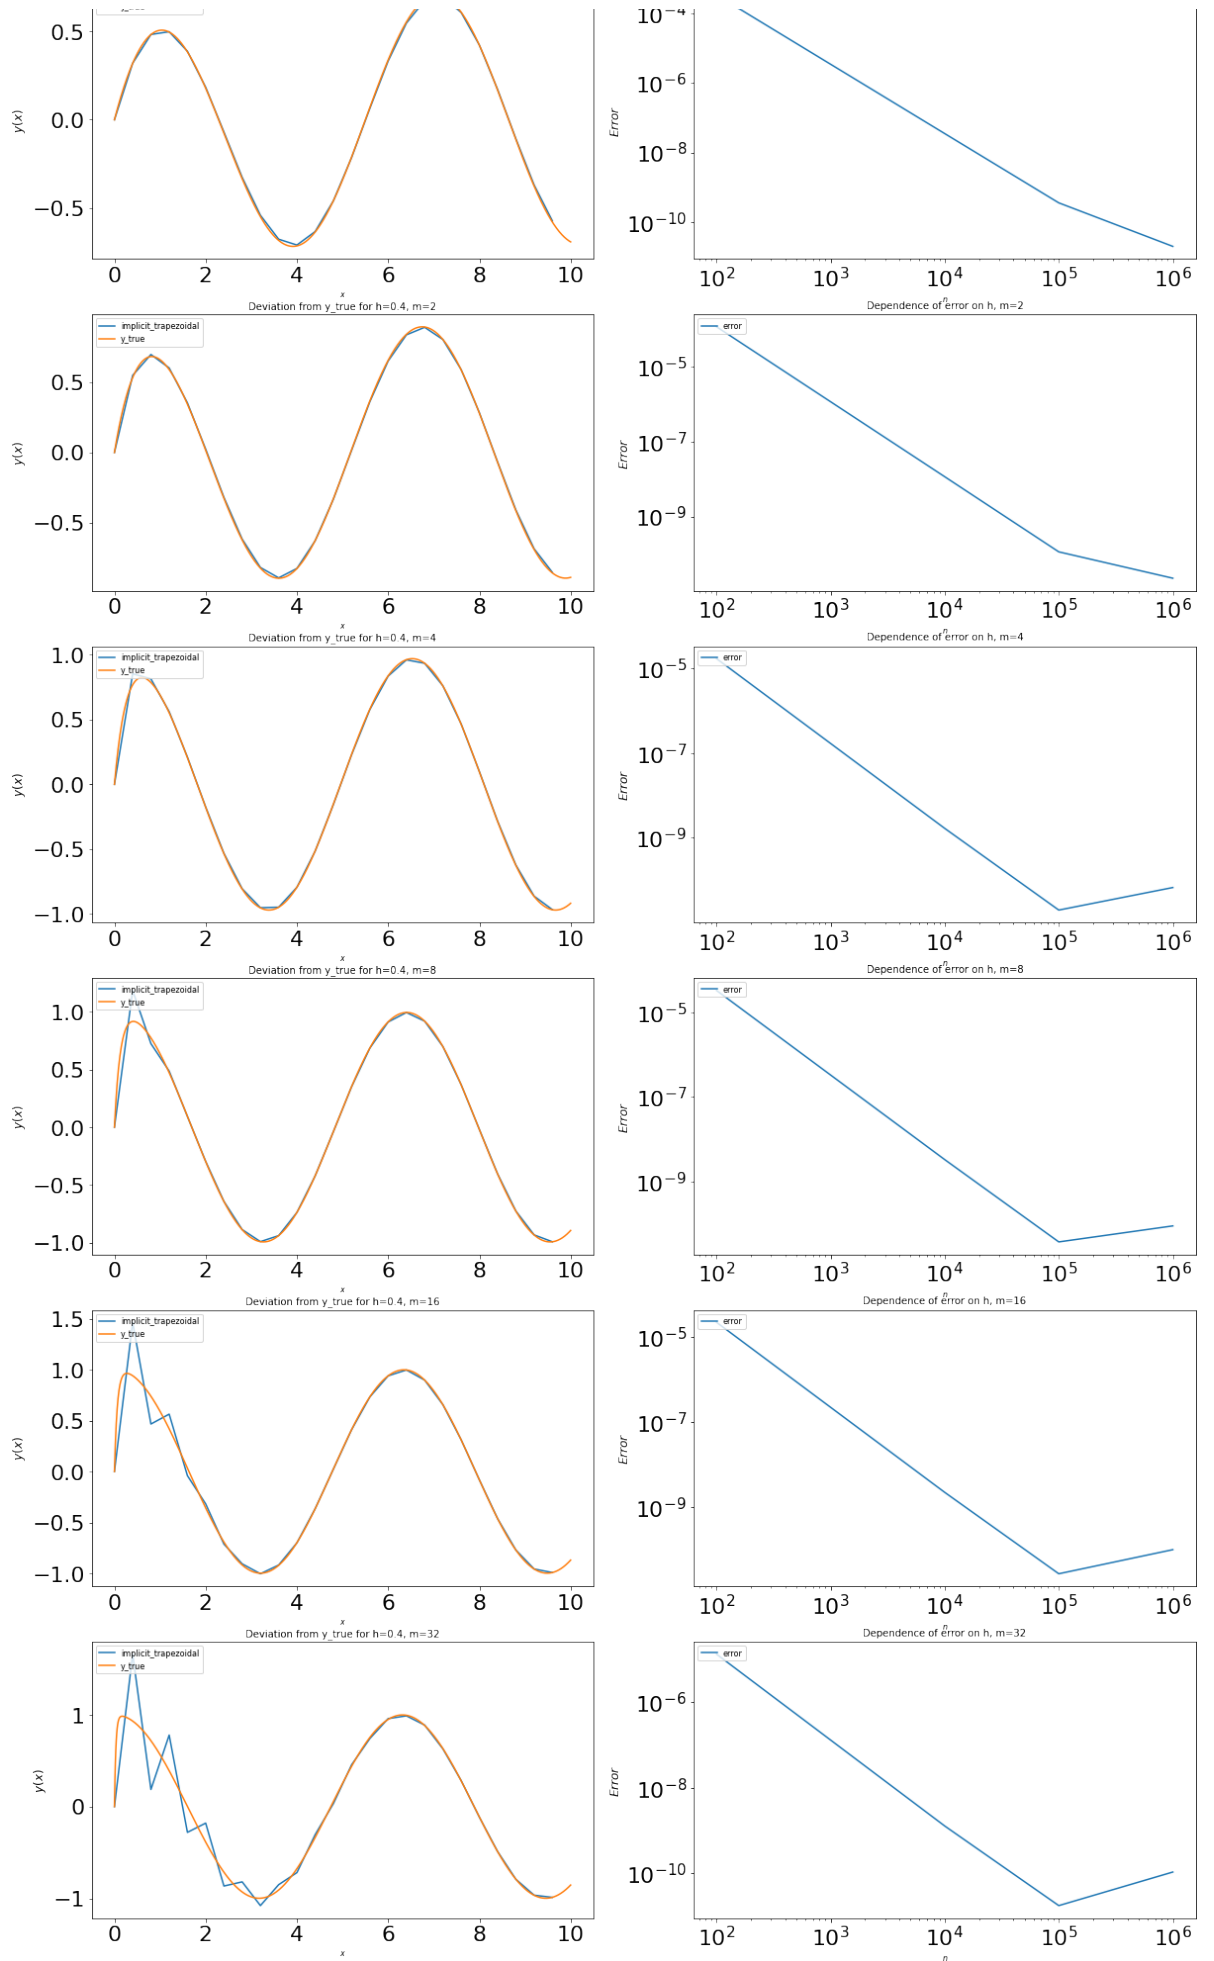 y_true
0.5
0.0
−0.5
y(x)
0 2 4 6 8 10
x
10⁻⁴
10⁻⁶
10⁻⁸
10⁻¹⁰
Error
10² 10³ 10⁴ 10⁵ 10⁶
n
Deviation from y_true for h=0.4, m=2
implicit_trapezoidal
y_true
0.5
0.0
−0.5
y(x)
0 2 4 6 8 10
x
Dependence of error on h, m=2
error
10⁻⁵
10⁻⁷
10⁻⁹
Error
10² 10³ 10⁴ 10⁵ 10⁶
n
Deviation from y_true for h=0.4, m=4
implicit_trapezoidal
y_true
1.0
0.5
0.0
−0.5
−1.0
y(x)
0 2 4 6 8 10
x
Dependence of error on h, m=4
error
10⁻⁵
10⁻⁷
10⁻⁹
Error
10² 10³ 10⁴ 10⁵ 10⁶
n
Deviation from y_true for h=0.4, m=8
implicit_trapezoidal
y_true
1.0
0.5
0.0
−0.5
−1.0
y(x)
0 2 4 6 8 10
x
Dependence of error on h, m=8
error
10⁻⁵
10⁻⁷
10⁻⁹
Error
10² 10³ 10⁴ 10⁵ 10⁶
n
Deviation from y_true for h=0.4, m=16
implicit_trapezoidal
y_true
1.5
1.0
0.5
0.0
−0.5
−1.0
y(x)
0 2 4 6 8 10
x
Dependence of error on h, m=16
error
10⁻⁵
10⁻⁷
10⁻⁹
Error
10² 10³ 10⁴ 10⁵ 10⁶
n
Deviation from y_true for h=0.4, m=32
implicit_trapezoidal
y_true
1
0
−1
y(x)
0 2 4 6 8 10
x
Dependence of error on h, m=32
error
10⁻⁶
10⁻⁸
10⁻¹⁰
Error
10² 10³ 10⁴ 10⁵ 10⁶
n